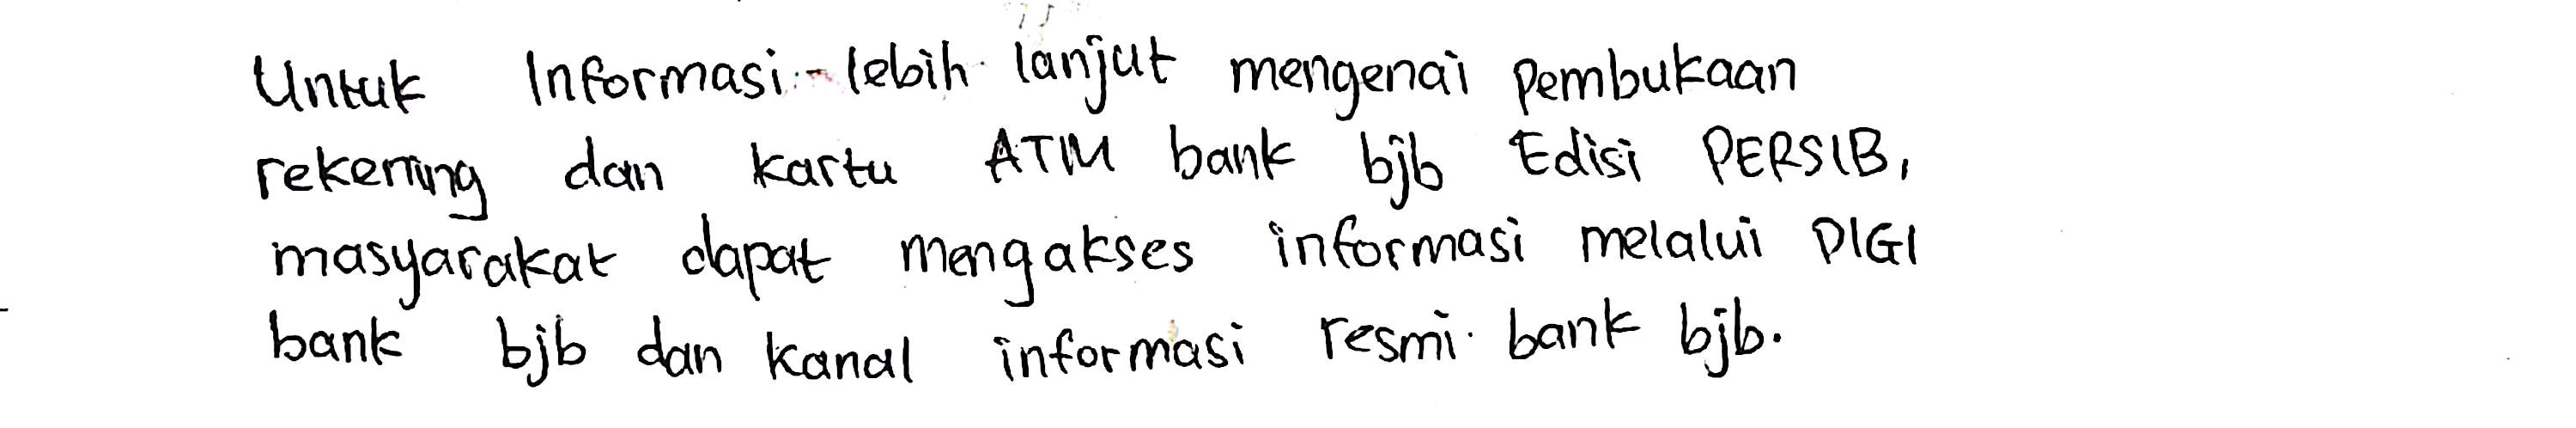 Untuk Informasi lebih lanjut mengenai Pembukaan
rekening dan kartu ATM bank bjb Edisi PERSIB,
masyarakat dapat mengakses informasi melalui DIGI
bank bjb dan kanal informasi resmi bank bjb.